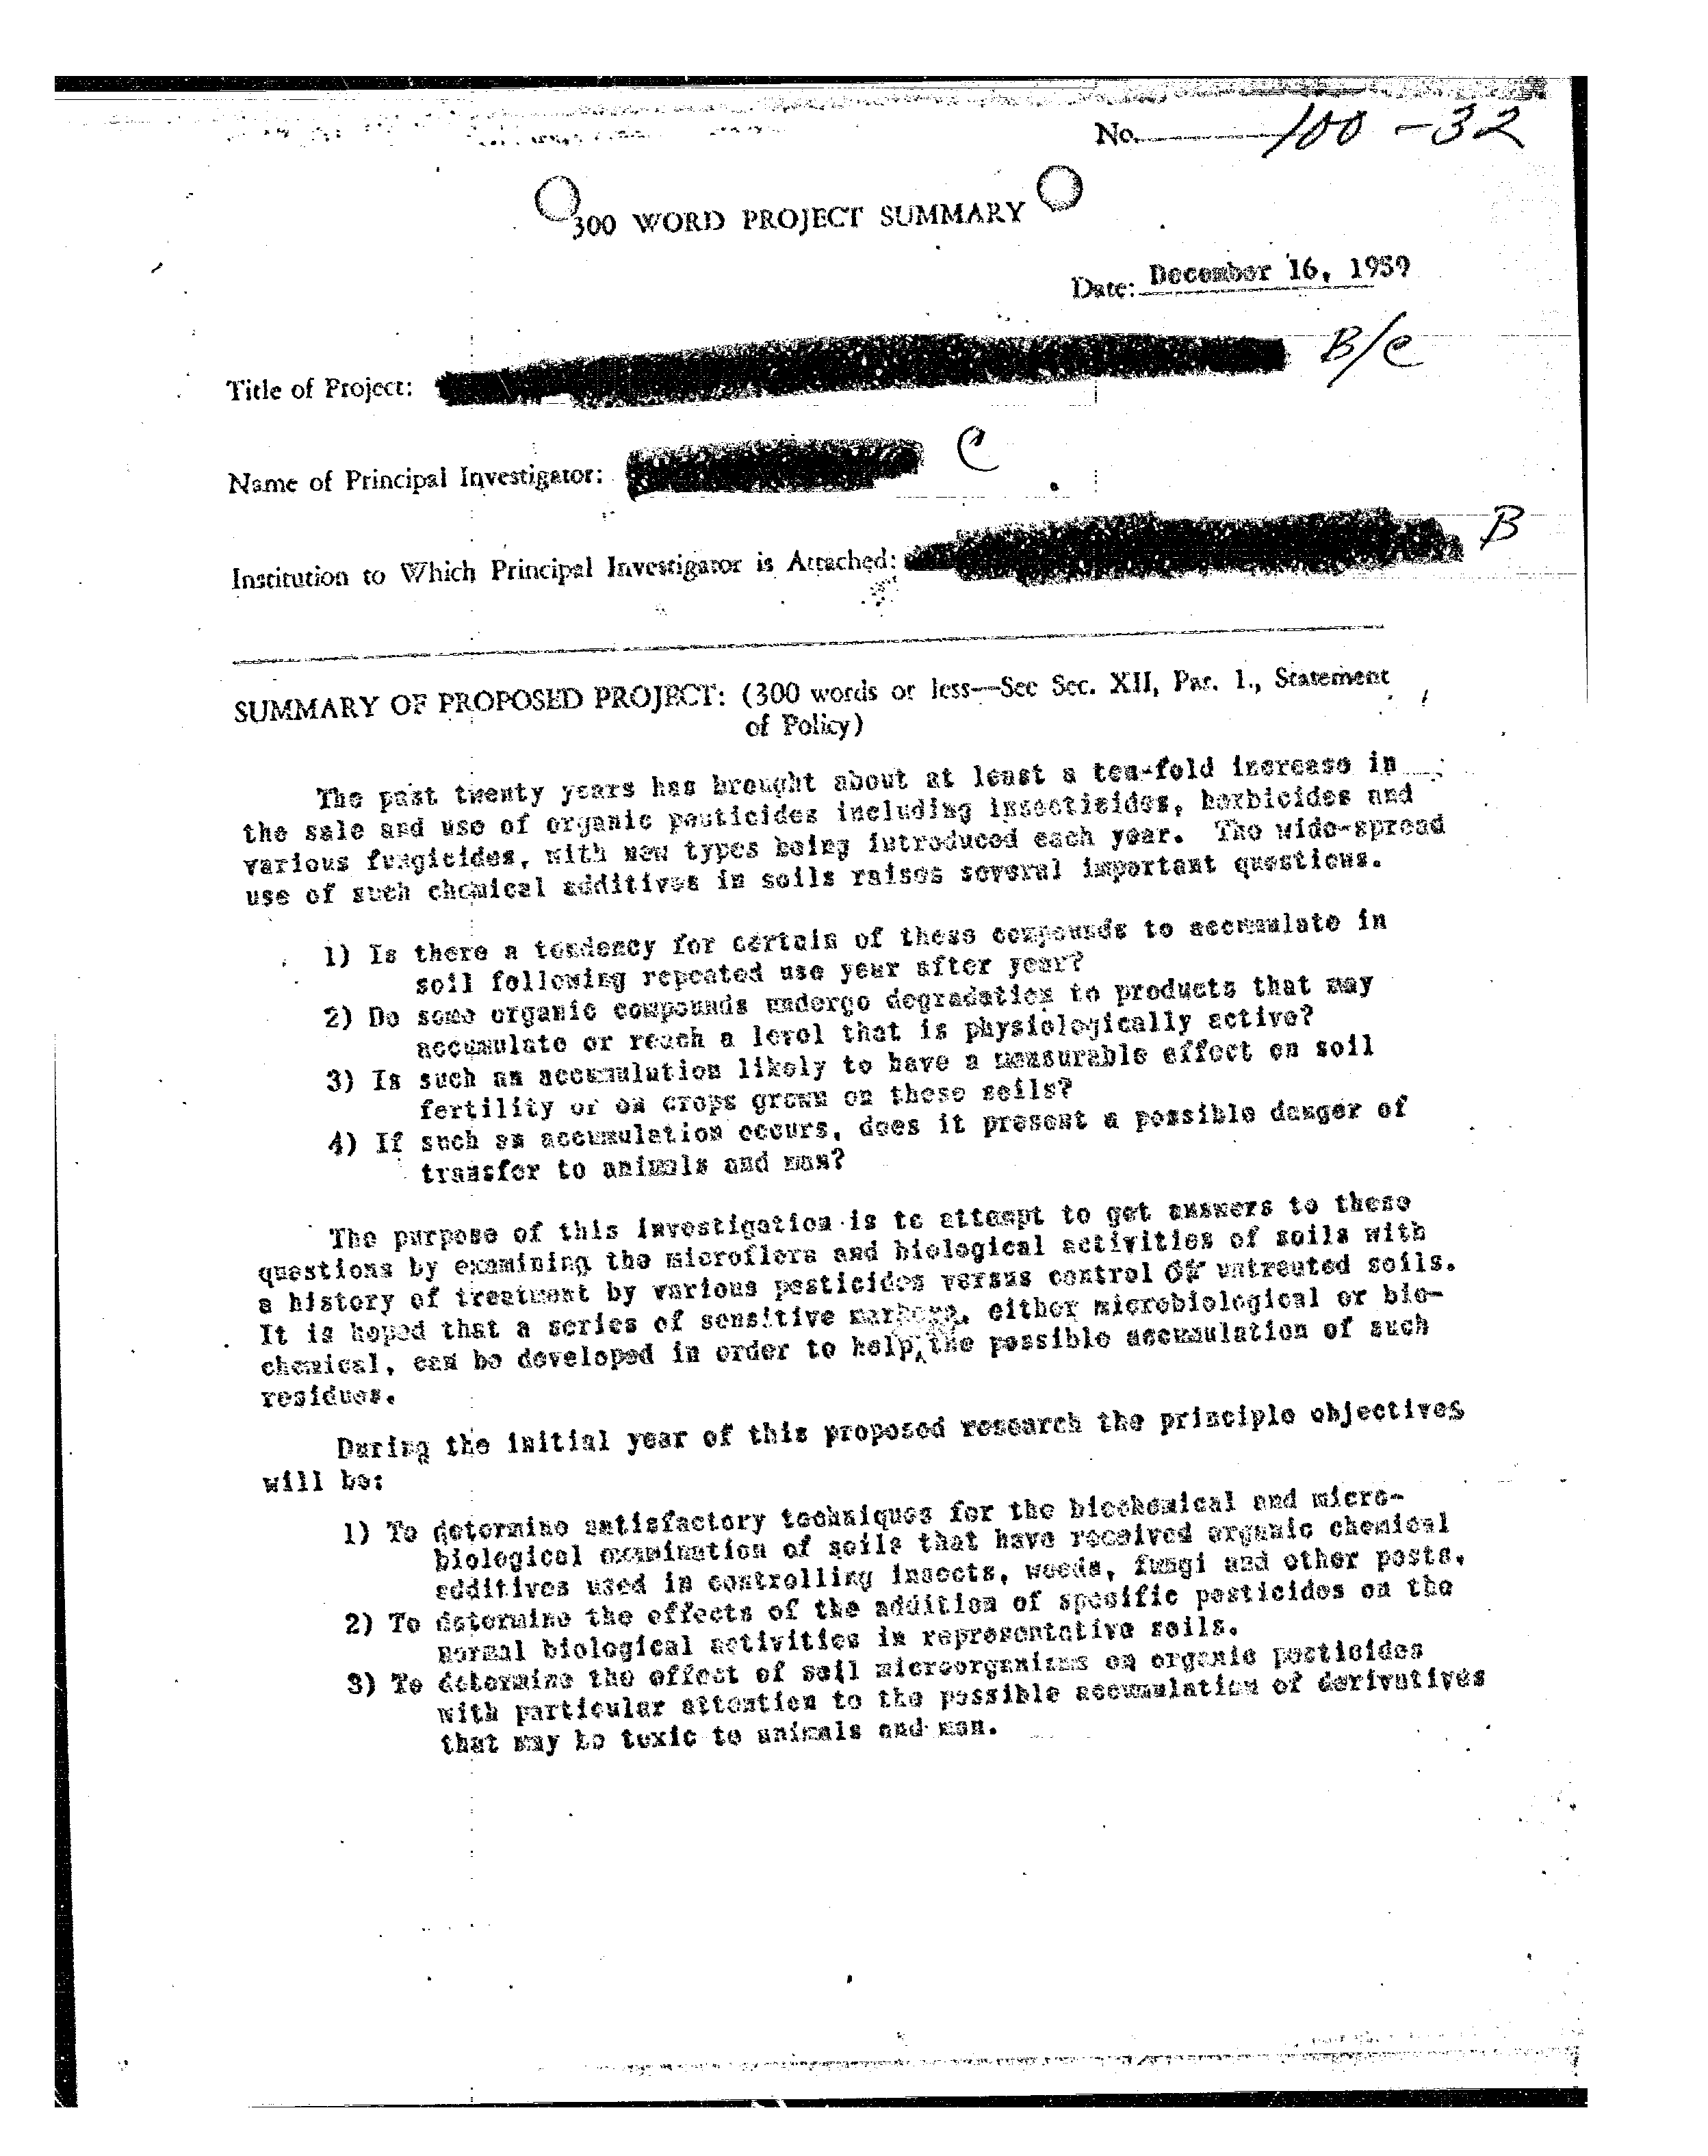 No. 100-32
300 WORD PROJECT SUMMARY
Date: December 16, 1959
Title of Project: B/C
Name of Principal Investigator: C
Institution to Which Principal Investigator is Attached: B
SUMMARY OF PROPOSED PROJECT: (300 words or less—See Sec. XII, Par. 1., Statement
of Policy)
The past twenty years has brought about at least a ten-fold increase in
the sale and use of organic pesticides including insecticides, herbicides and
various fungicides, with new types being introduced each year. The wide-spread
use of such chemical additives in soils raises several important questions.
1) Is there a tendency for certain of these compounds to accumulate in
soil following repeated use year after year?
2) Do some organic compounds undergo degradation to products that may
accumulate or reach a level that is physiologically active?
3) Is such an accumulation likely to have a measurable effect on soil
fertility or on crops grown on these soils?
4) If such an accumulation occurs, does it present a possible danger of
transfer to animals and man?
The purpose of this investigation is to attempt to get answers to these
questions by examining the microflora and biological activities of soils with
a history of treatment by various pesticides versus control or untreated soils.
It is hoped that a series of sensitive markers, either microbiological or bio-
chemical, can be developed in order to help the possible accumulation of such
residues.
During the initial year of this proposed research the principle objectives
will be:
1) To determine satisfactory techniques for the biochemical and micro-
biological examination of soils that have received organic chemical
additives used in controlling insects, weeds, fungi and other pests.
2) To determine the effects of the addition of specific pesticides on the
normal biological activities in representative soils.
3) To determine the effect of soil microorganisms on organic pesticides
with particular attention to the possible accumulation of derivatives
that may be toxic to animals and man.